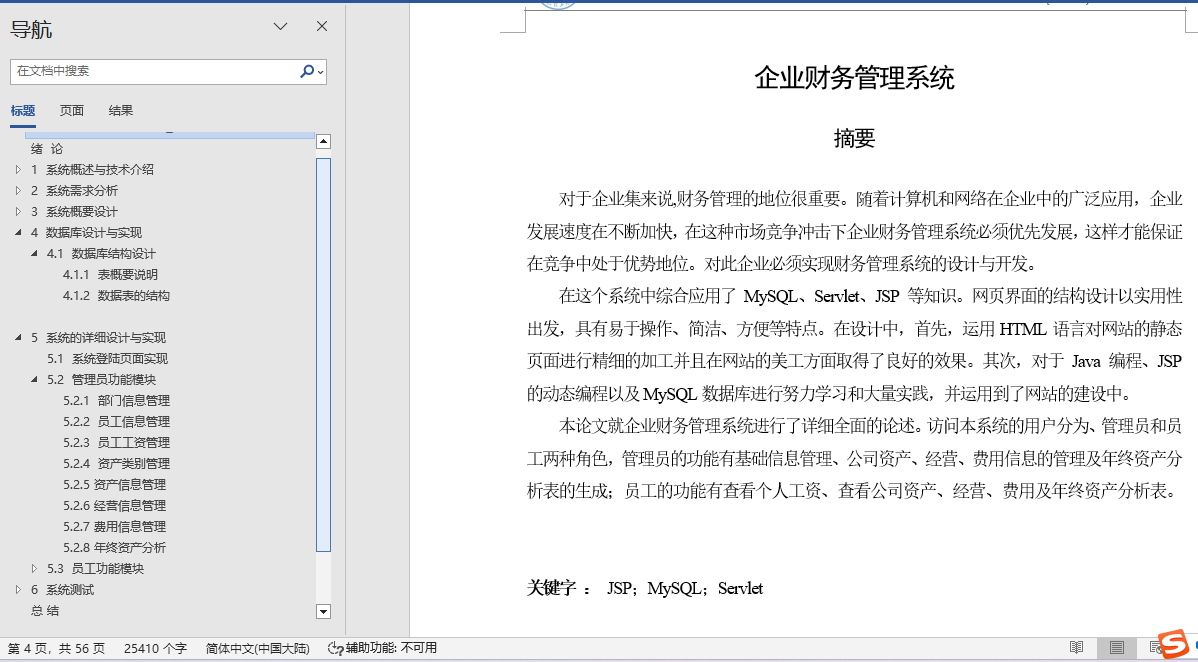 导航
在文档中搜索
标题 页面 结果
绪 论
1 系统概述与技术介绍
2 系统需求分析
3 系统概要设计
4 数据库设计与实现
4.1 数据库结构设计
4.1.1 表概要说明
4.1.2 数据表的结构
5 系统的详细设计与实现
5.1 系统登陆页面实现
5.2 管理员功能模块
5.2.1 部门信息管理
5.2.2 员工信息管理
5.2.3 员工工资管理
5.2.4 资产类别管理
5.2.5 资产信息管理
5.2.6 经营信息管理
5.2.7 费用信息管理
5.2.8 年终资产分析
5.3 员工功能模块
6 系统测试
总 结
企业财务管理系统
摘要
对于企业集来说,财务管理的地位很重要。随着计算机和网络在企业中的广泛应用，企业
发展速度在不断加快，在这种市场竞争冲击下企业财务管理系统必须优先发展，这样才能保证
在竞争中处于优势地位。对此企业必须实现财务管理系统的设计与开发。
在这个系统中综合应用了 MySQL、Servlet、JSP 等知识。网页界面的结构设计以实用性
出发，具有易于操作、简洁、方便等特点。在设计中，首先，运用 HTML 语言对网站的静态
页面进行精细的加工并且在网站的美工方面取得了良好的效果。其次，对于 Java 编程、JSP
的动态编程以及 MySQL 数据库进行努力学习和大量实践，并运用到了网站的建设中。
本论文就企业财务管理系统进行了详细全面的论述。访问本系统的用户分为、管理员和员
工两种角色，管理员的功能有基础信息管理、公司资产、经营、费用信息的管理及年终资产分
析表的生成；员工的功能有查看个人工资、查看公司资产、经营、费用及年终资产分析表。
关键字 ： JSP；MySQL；Servlet
第 4 页，共 56 页 25410 个字 简体中文(中国大陆) 辅助功能: 不可用